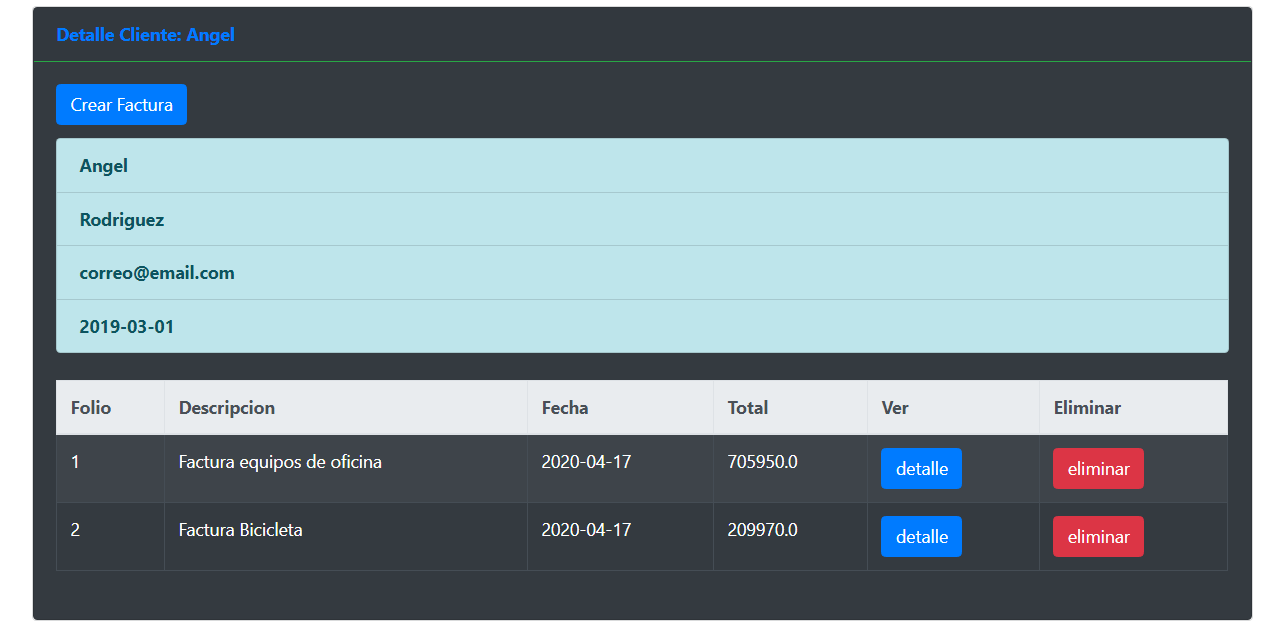 Detalle Cliente: Angel
Crear Factura
Angel
Rodriguez
correo@email.com
2019-03-01
Folio Descripcion Fecha Total Ver Eliminar
1 Factura equipos de oficina 2020-04-17 705950.0 detalle eliminar
2 Factura Bicicleta 2020-04-17 209970.0 detalle eliminar